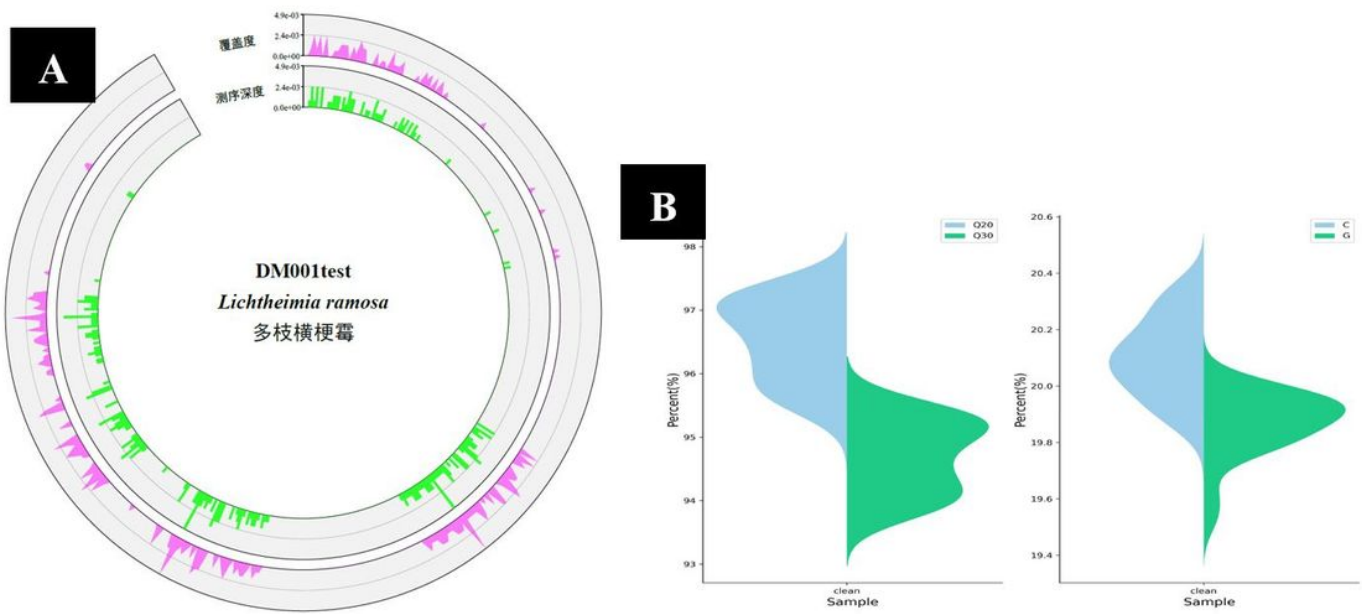 A
覆盖度
4.9e-03
2.4e-03
0.0e+00
测序深度
4.9e-03
2.4e-03
0.0e+00
DM001test
Lichtheimia ramosa
多枝横梗霉
B
Q20
Q30
98
97
96
95
94
93
Percent(%)
clean
Sample
C
G
20.6
20.4
20.2
20.0
19.8
19.6
19.4
Percent(%)
clean
Sample